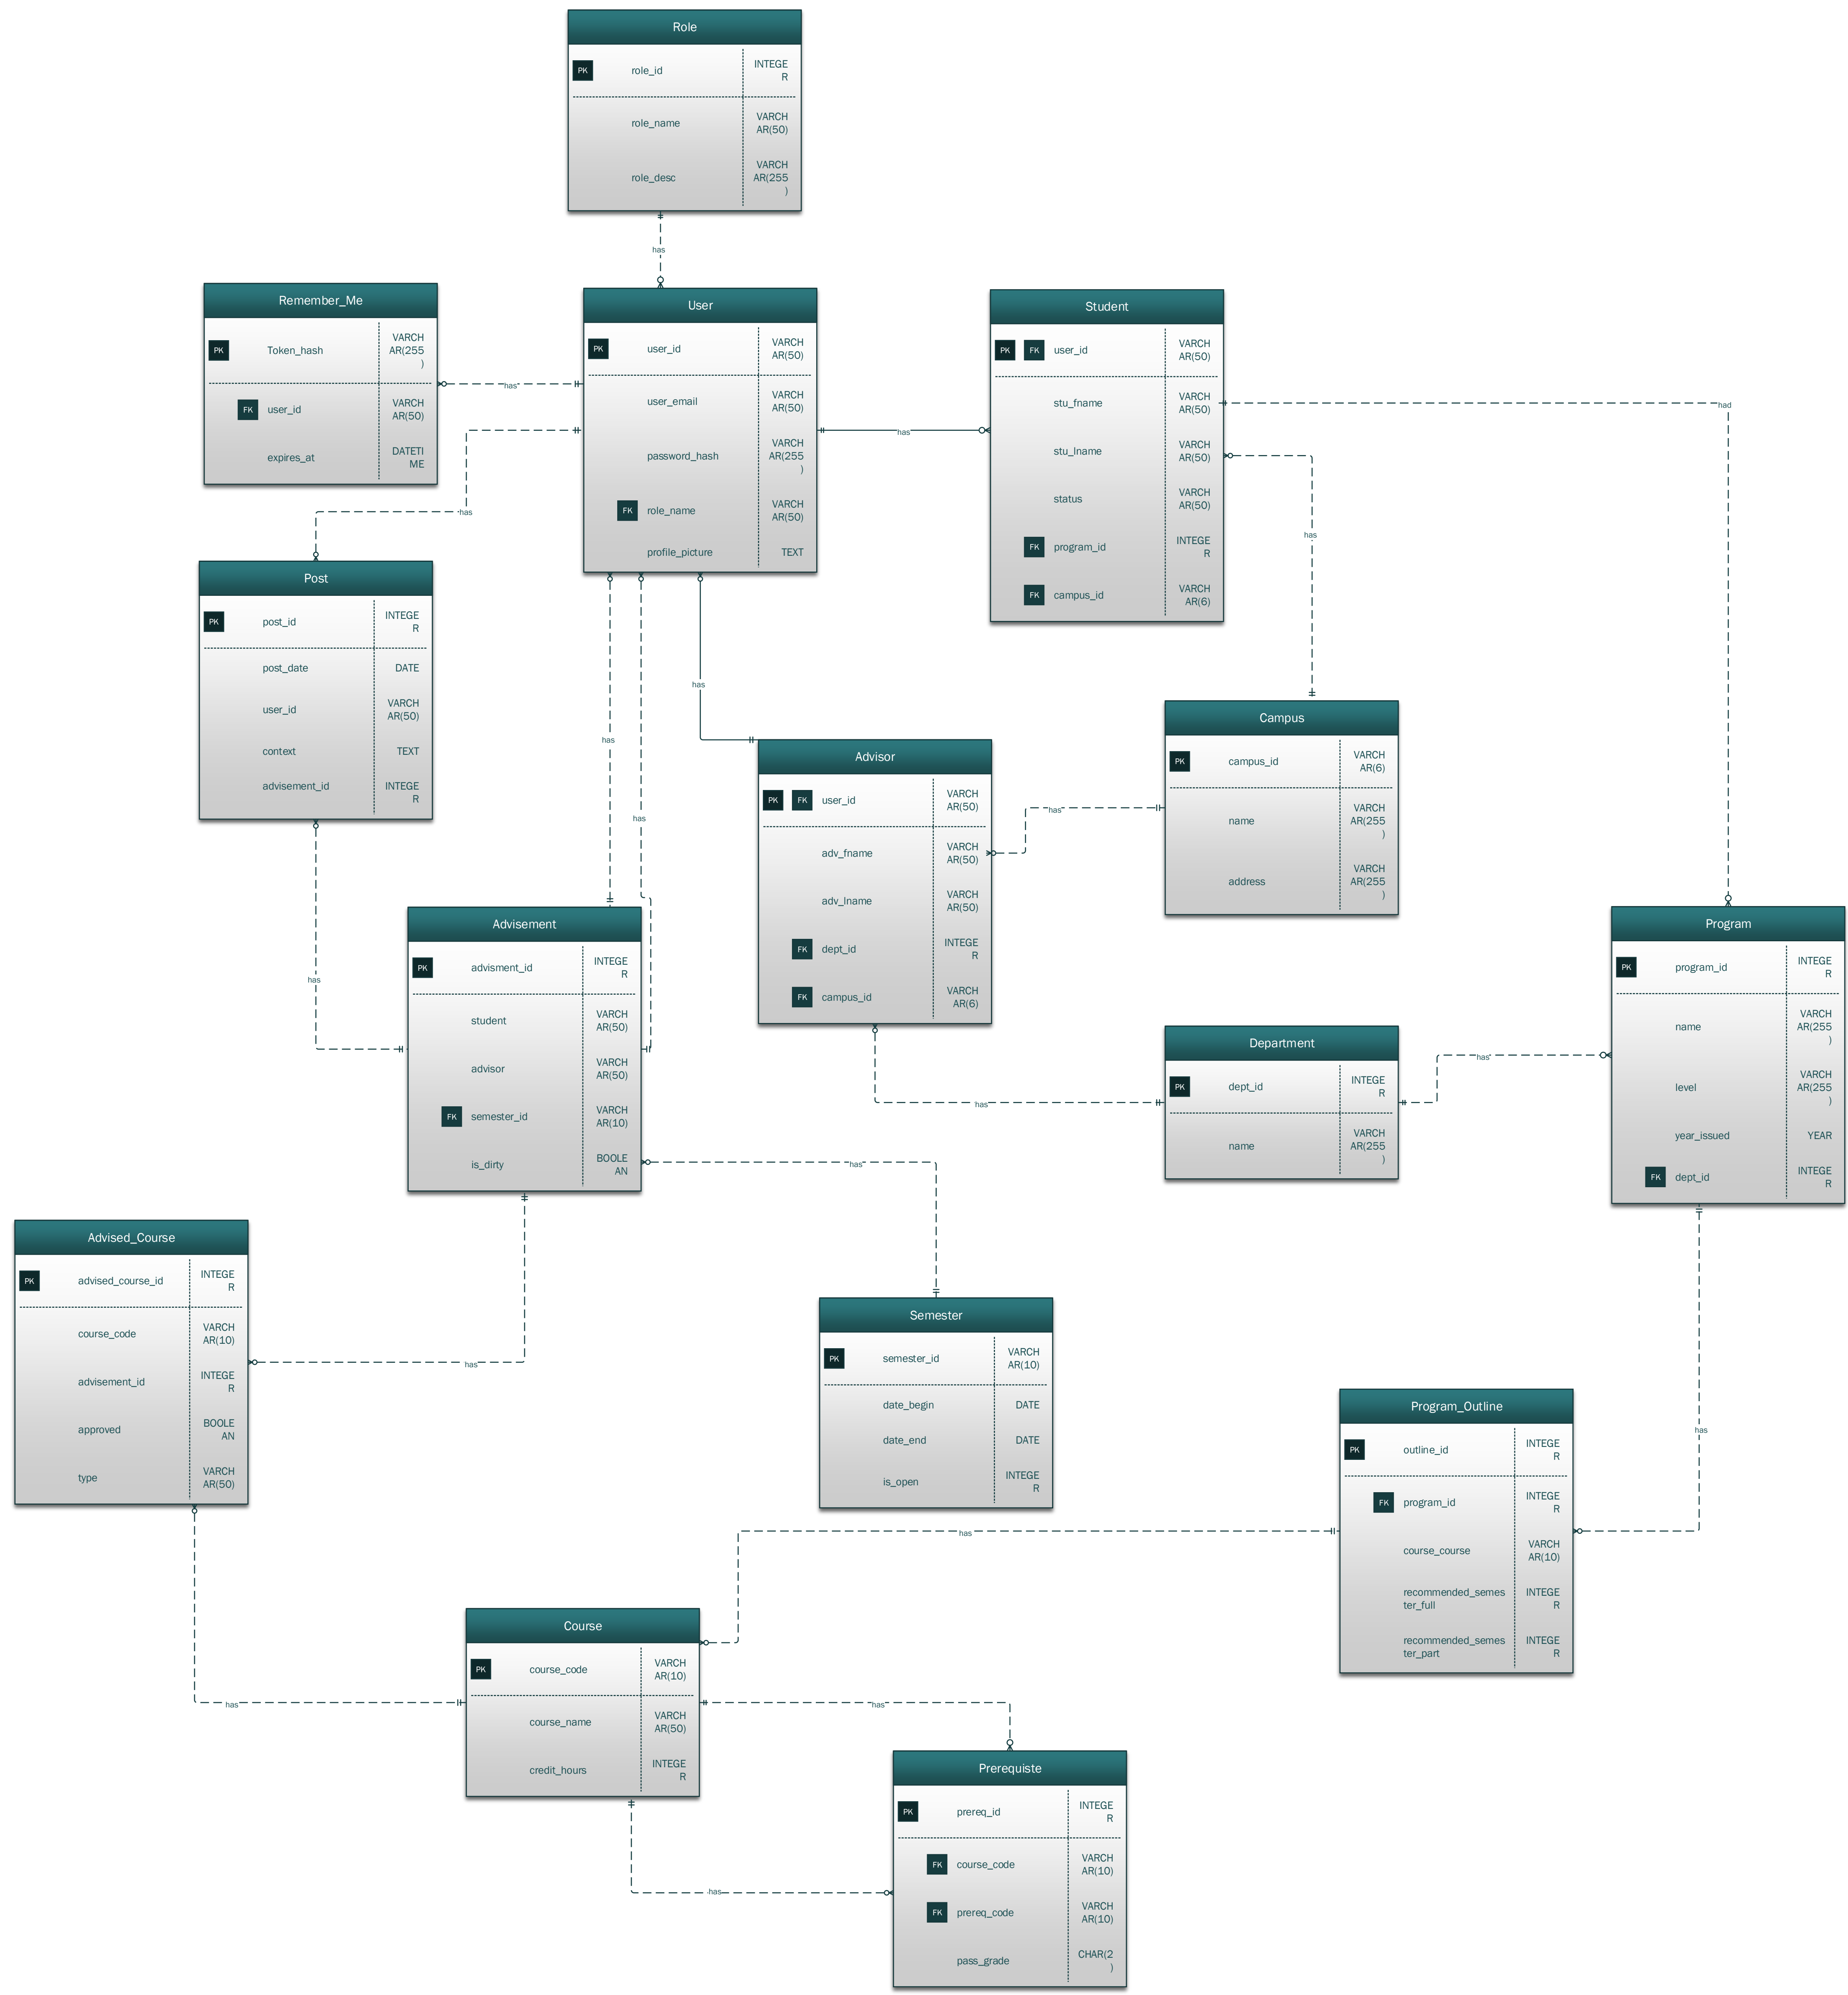 Role
PK
role_id
INTEGE
R
role_name
VARCH
AR(50)
role_desc
VARCH
AR(255
)
has
Remember_Me
PK
Token_hash
VARCH
AR(255
)
FK
user_id
VARCH
AR(50)
expires_at
DATETI
ME
has
User
PK
user_id
VARCH
AR(50)
user_email
VARCH
AR(50)
password_hash
VARCH
AR(255
)
FK
role_name
VARCH
AR(50)
profile_picture
TEXT
has
Student
PK
FK
user_id
VARCH
AR(50)
stu_fname
VARCH
AR(50)
stu_lname
VARCH
AR(50)
status
VARCH
AR(50)
FK
program_id
INTEGE
R
FK
campus_id
VARCH
AR(6)
had
has
has
Post
PK
post_id
INTEGE
R
post_date
DATE
user_id
VARCH
AR(50)
context
TEXT
advisement_id
INTEGE
R
has
has
has
has
Advisor
PK
FK
user_id
VARCH
AR(50)
adv_fname
VARCH
AR(50)
adv_lname
VARCH
AR(50)
FK
dept_id
INTEGE
R
FK
campus_id
VARCH
AR(6)
has
Campus
PK
campus_id
VARCH
AR(6)
name
VARCH
AR(255
)
address
VARCH
AR(255
)
has
Advisement
PK
advisment_id
INTEGE
R
student
VARCH
AR(50)
advisor
VARCH
AR(50)
FK
semester_id
VARCH
AR(10)
is_dirty
BOOLE
AN
has
Department
PK
dept_id
INTEGE
R
name
VARCH
AR(255
)
has
Program
PK
program_id
INTEGE
R
name
VARCH
AR(255
)
level
VARCH
AR(255
)
year_issued
YEAR
FK
dept_id
INTEGE
R
has
Advised_Course
PK
advised_course_id
INTEGE
R
course_code
VARCH
AR(10)
advisement_id
INTEGE
R
approved
BOOLE
AN
type
VARCH
AR(50)
has
Semester
PK
semester_id
VARCH
AR(10)
date_begin
DATE
date_end
DATE
is_open
INTEGE
R
has
Program_Outline
PK
outline_id
INTEGE
R
FK
program_id
INTEGE
R
course_course
VARCH
AR(10)
recommended_semes
ter_full
INTEGE
R
recommended_semes
ter_part
INTEGE
R
has
has
Course
PK
course_code
VARCH
AR(10)
course_name
VARCH
AR(50)
credit_hours
INTEGE
R
has
has
Prerequiste
PK
prereq_id
INTEGE
R
FK
course_code
VARCH
AR(10)
FK
prereq_code
VARCH
AR(10)
pass_grade
CHAR(2
)